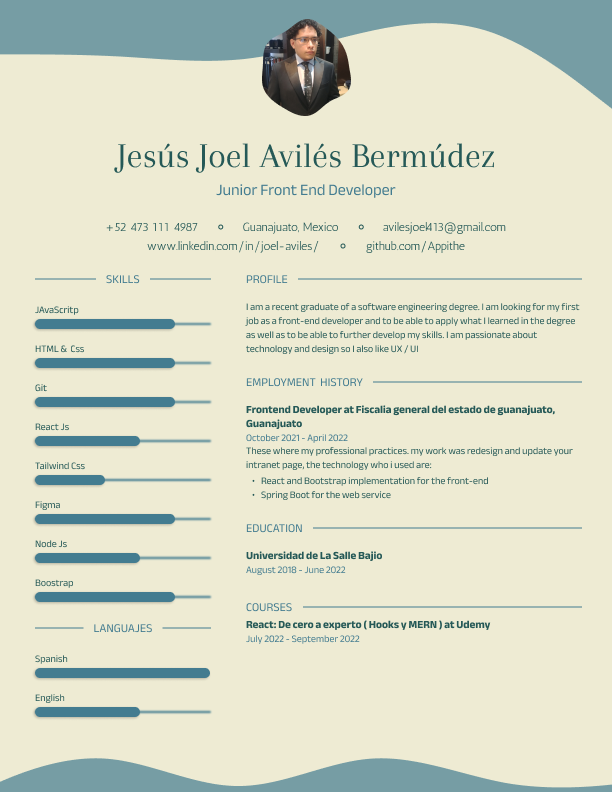 Jesús Joel Avilés Bermúdez
Junior Front End Developer
+52 473 111 4987
Guanajuato, Mexico
avilesjoel413@gmail.com
www.linkedin.com/in/joel-aviles/
github.com/Appithe
SKILLS
JAvaScritp
HTML & Css
Git
React Js
Tailwind Css
Figma
Node Js
Boostrap
LANGUAJES
Spanish
English
PROFILE
I am a recent graduate of a software engineering degree. I am looking for my first
job as a front-end developer and to be able to apply what I learned in the degree
as well as to be able to further develop my skills. I am passionate about
technology and design so I also like UX / UI
EMPLOYMENT HISTORY
Frontend Developer at Fiscalia general del estado de guanajuato,
Guanajuato
October 2021 - April 2022
These where my professional practices. my work was redesign and update your
intranet page, the technology who i used are:
• React and Bootstrap implementation for the front-end
• Spring Boot for the web service
EDUCATION
Universidad de La Salle Bajio
August 2018 - June 2022
COURSES
React: De cero a experto ( Hooks y MERN ) at Udemy
July 2022 - September 2022